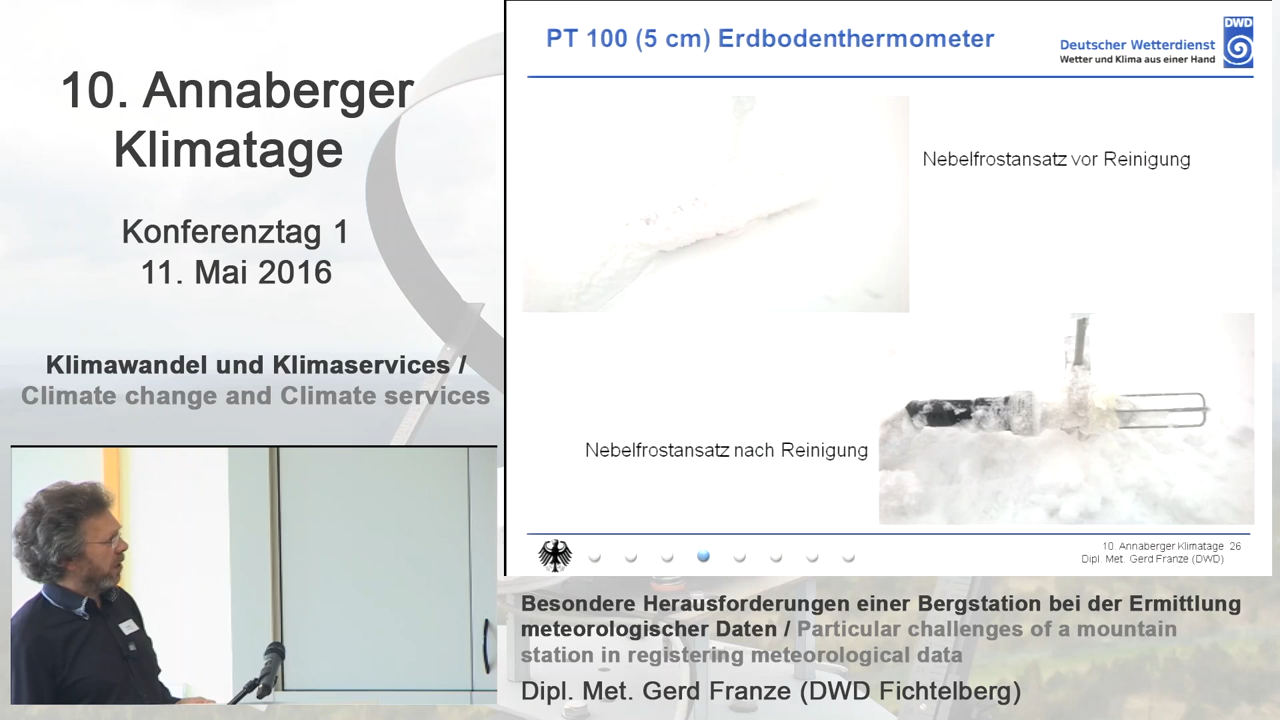 10. Annaberger
Klimatage
Konferenztag 1
11. Mai 2016
Klimawandel und Klimaservices /
Climate change and Climate services
PT 100 (5 cm) Erdbodenthermometer
Deutscher Wetterdienst
Wetter und Klima aus einer Hand
DWD
Nebelfrostansatz vor Reinigung
Nebelfrostansatz nach Reinigung
10. Annaberger Klimatage 26
Dipl. Met. Gerd Franze (DWD)
Besondere Herausforderungen einer Bergstation bei der Ermittlung
meteorologischer Daten / Particular challenges of a mountain
station in registering meteorological data
Dipl. Met. Gerd Franze (DWD Fichtelberg)